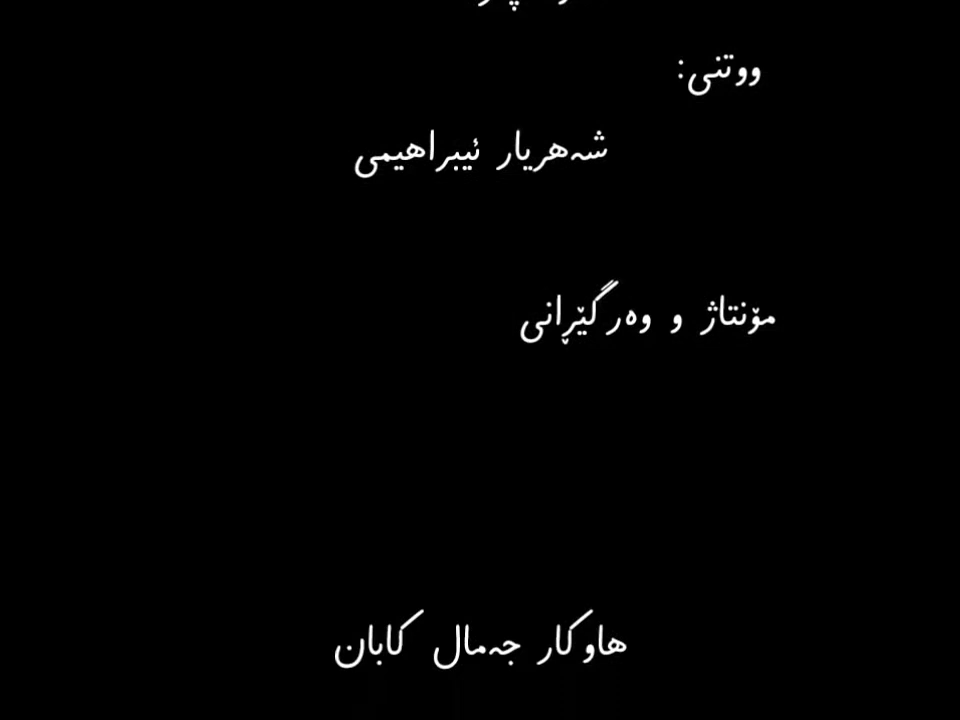 ووتنی:
شەهریار ئیبراهیمی
مۆنتاژ و وەرگێڕانی
هاوکار جەمال کابان